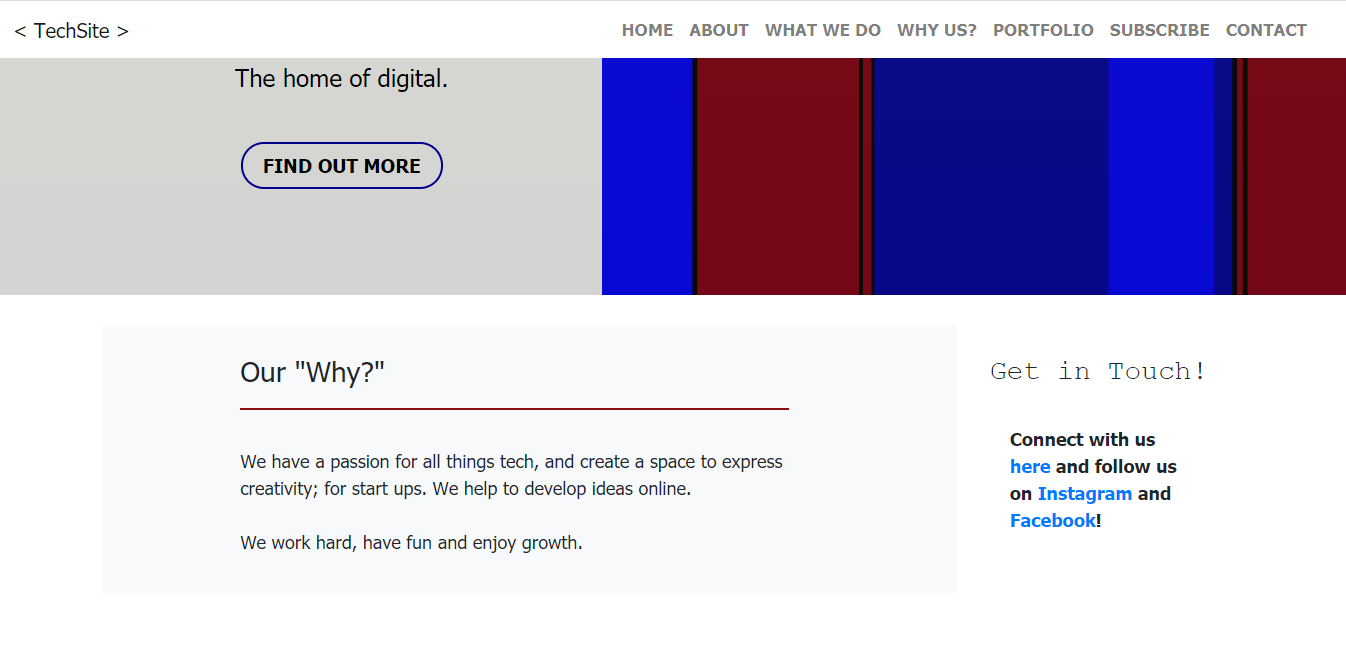 < TechSite >
HOME ABOUT WHAT WE DO WHY US? PORTFOLIO SUBSCRIBE CONTACT
The home of digital.
FIND OUT MORE
Our "Why?"
We have a passion for all things tech, and create a space to express
creativity; for start ups. We help to develop ideas online.
We work hard, have fun and enjoy growth.
Get in Touch!
Connect with us
here and follow us
on Instagram and
Facebook!